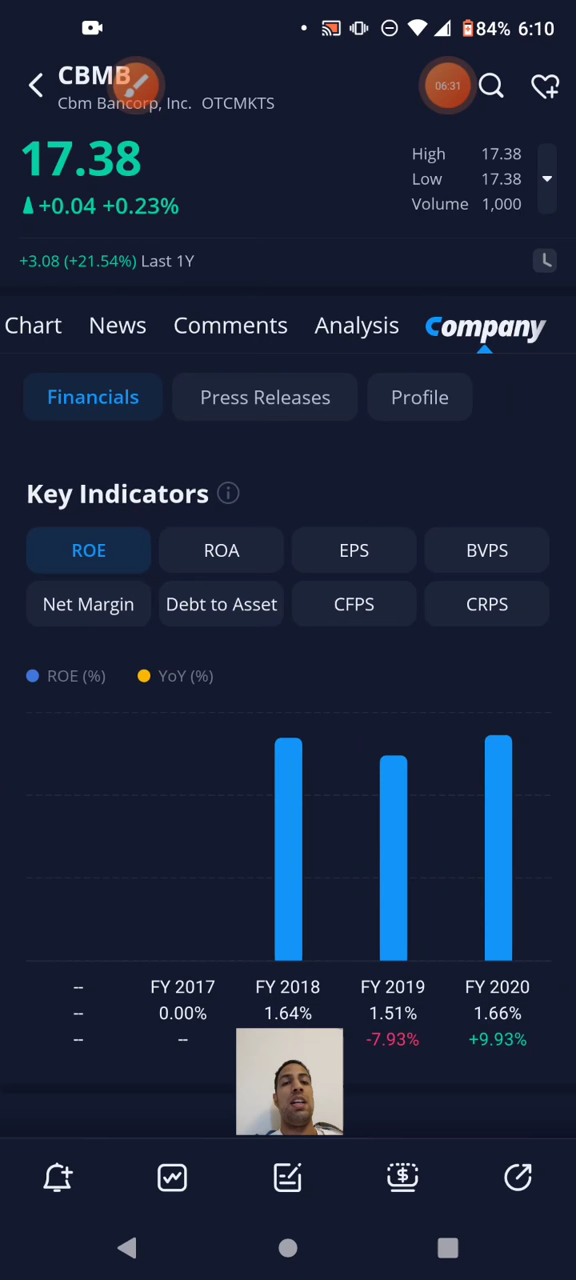 84% 6:10
CBMB
Cbm Bancorp, Inc. OTCMKTS
06:31
17.38
+0.04 +0.23%
High 17.38
Low 17.38
Volume 1,000
+3.08 (+21.54%) Last 1Y
Chart News Comments Analysis Company
Financials Press Releases Profile
Key Indicators
ROE ROA EPS BVPS
Net Margin Debt to Asset CFPS CRPS
ROE (%) YoY (%)
-- FY 2017 FY 2018 FY 2019 FY 2020
-- 0.00% 1.64% 1.51% 1.66%
-- -- -7.93% +9.93%